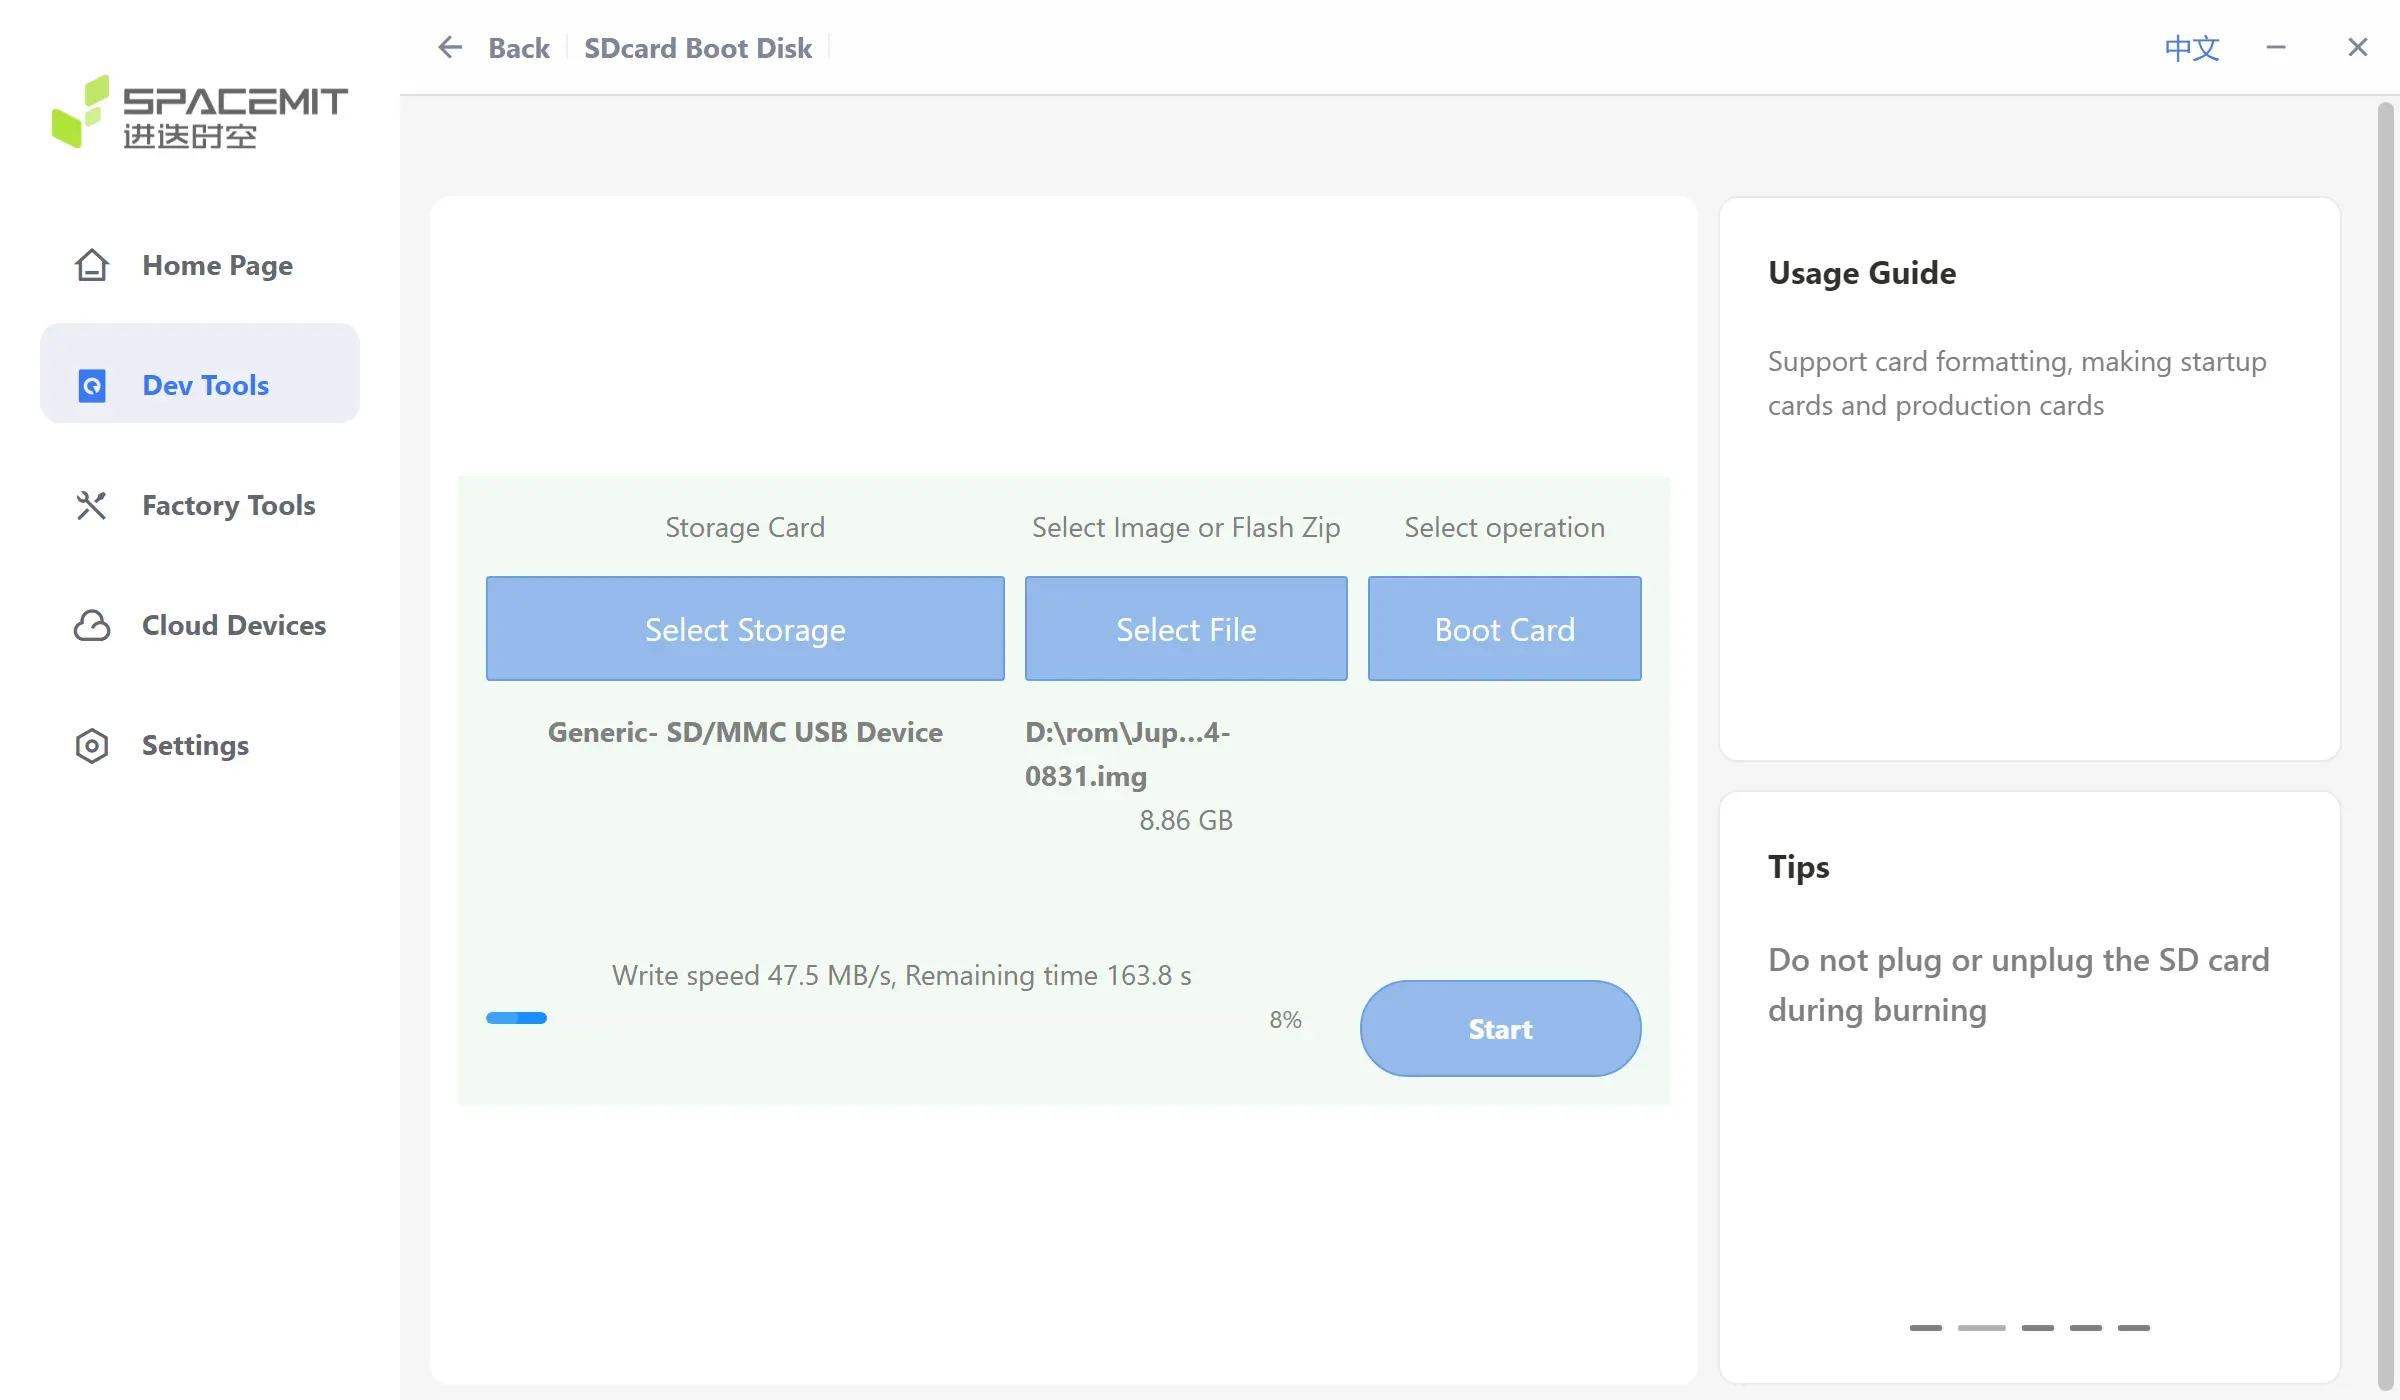 SPACEMIT
进迭时空
Home Page
Dev Tools
Factory Tools
Cloud Devices
Settings
Back
SDcard Boot Disk
中文
Storage Card
Select Image or Flash Zip
Select operation
Select Storage
Select File
Boot Card
Generic- SD/MMC USB Device
D:\rom\Jup...4-
0831.img
8.86 GB
Write speed 47.5 MB/s, Remaining time 163.8 s
8%
Start
Usage Guide
Support card formatting, making startup
cards and production cards
Tips
Do not plug or unplug the SD card
during burning